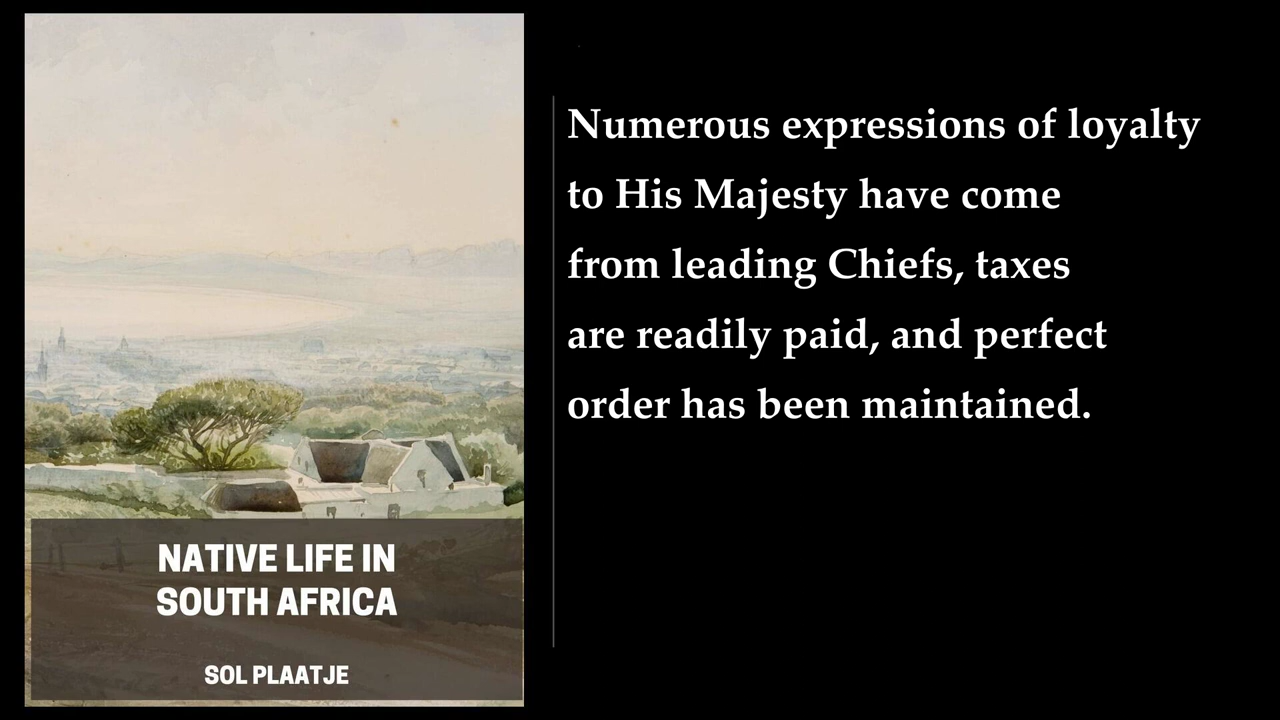 NATIVE LIFE IN
SOUTH AFRICA
SOL PLAATJE
Numerous expressions of loyalty
to His Majesty have come
from leading Chiefs, taxes
are readily paid, and perfect
order has been maintained.